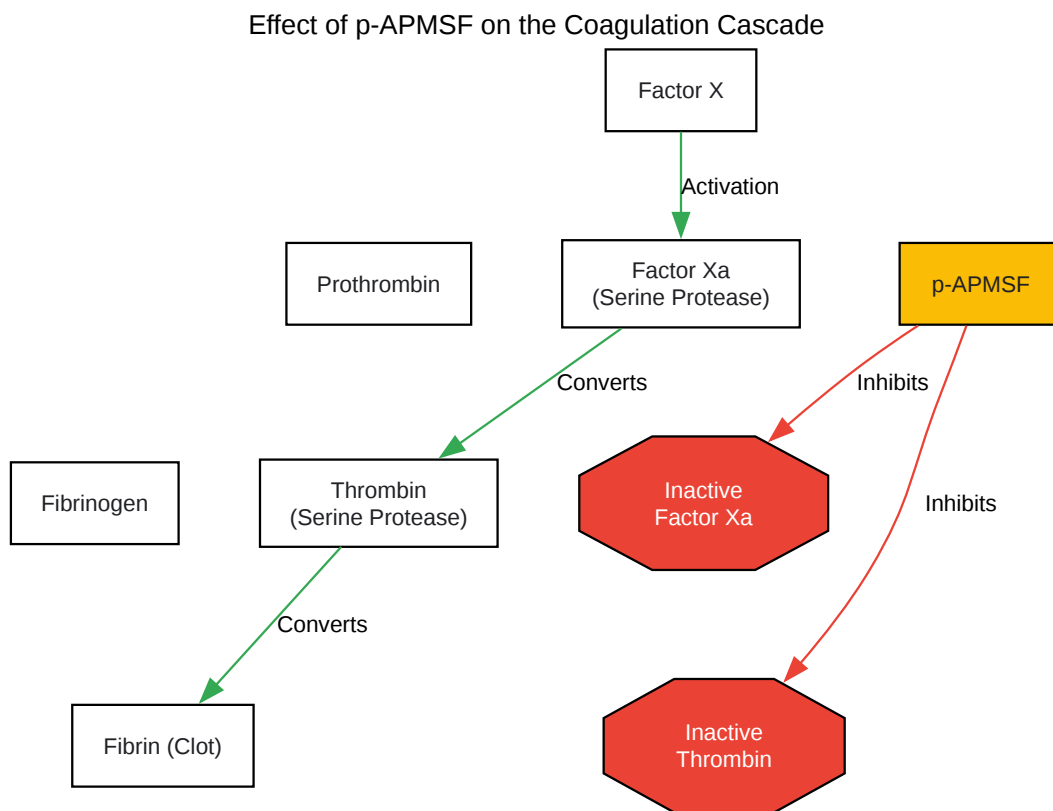 Effect of p-APMSF on the Coagulation Cascade
Factor X
Activation
Prothrombin
Factor Xa
(Serine Protease)
p-APMSF
Converts
Inhibits
Fibrinogen
Thrombin
(Serine Protease)
Inactive
Factor Xa
Inhibits
Converts
Fibrin (Clot)
Inactive
Thrombin